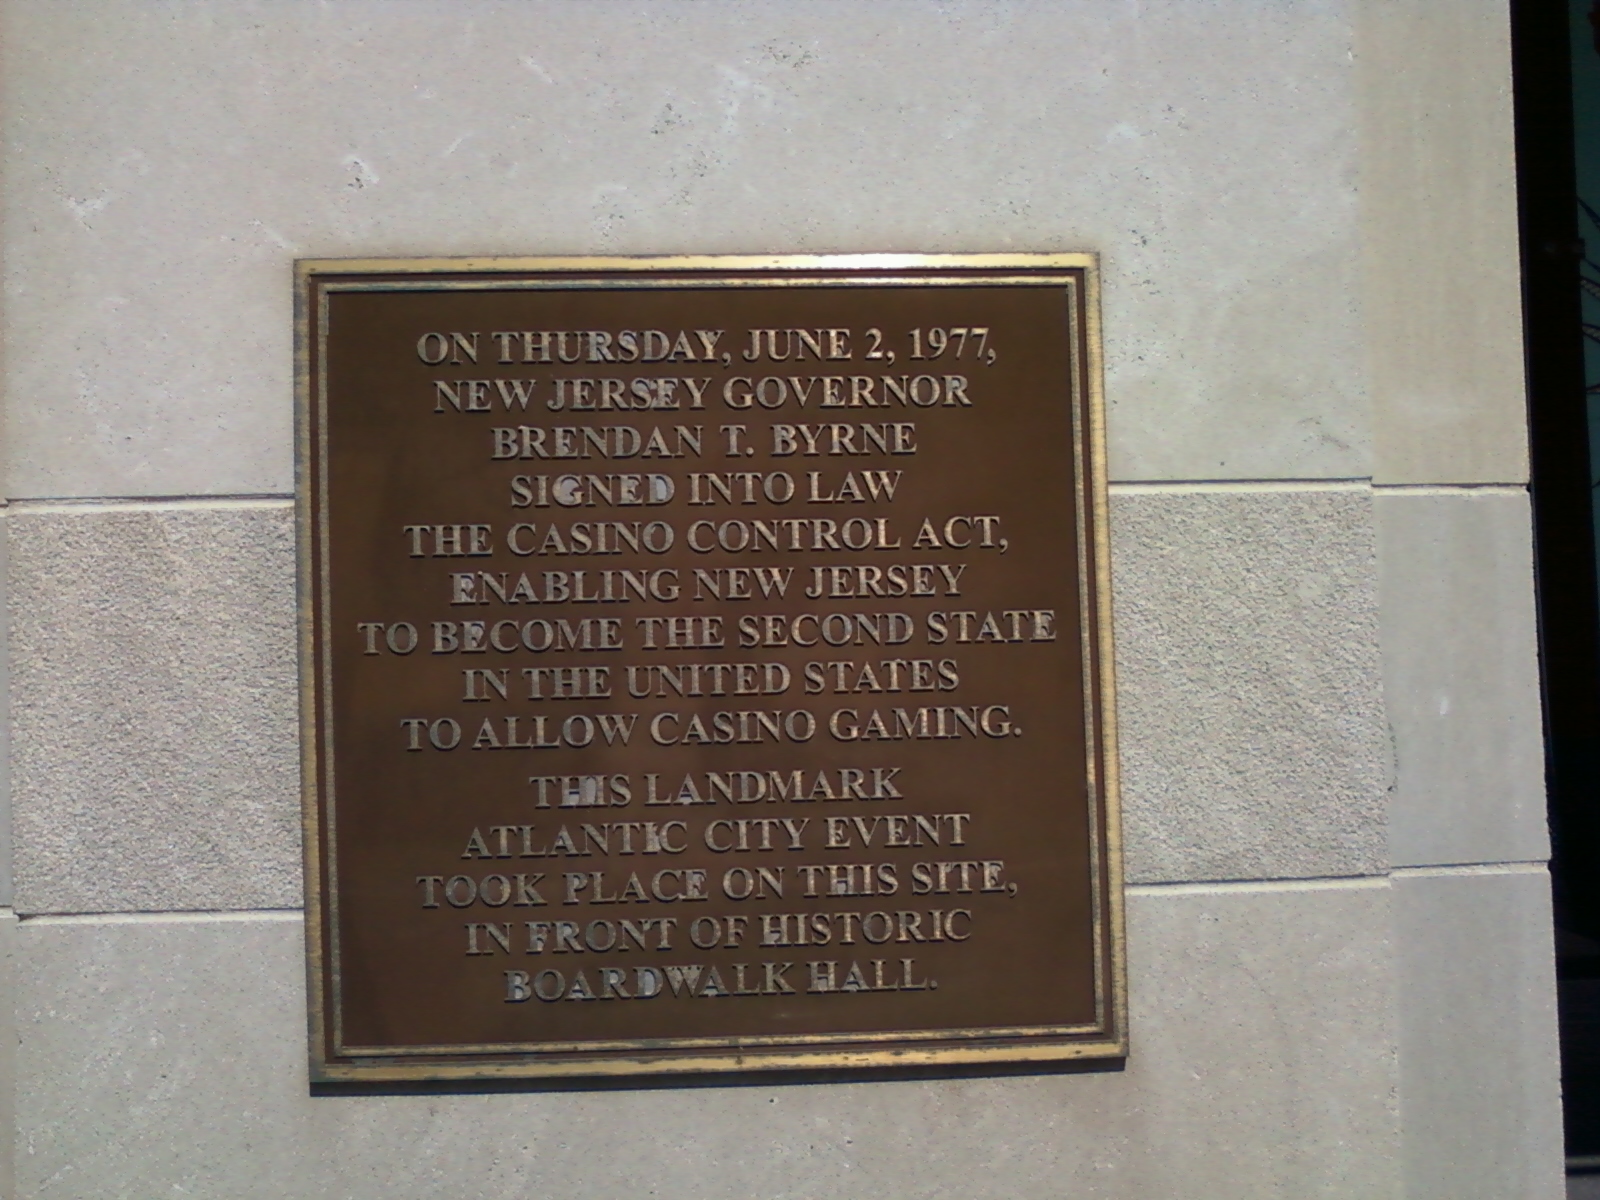 ON THURSDAY, JUNE 2, 1977,
NEW JERSEY GOVERNOR
BRENDAN T. BYRNE
SIGNED INTO LAW
THE CASINO CONTROL ACT,
ENABLING NEW JERSEY
TO BECOME THE SECOND STATE
IN THE UNITED STATES
TO ALLOW CASINO GAMING.
THIS LANDMARK
ATLANTIC CITY EVENT
TOOK PLACE ON THIS SITE,
IN FRONT OF HISTORIC
BOARDWALK HALL.